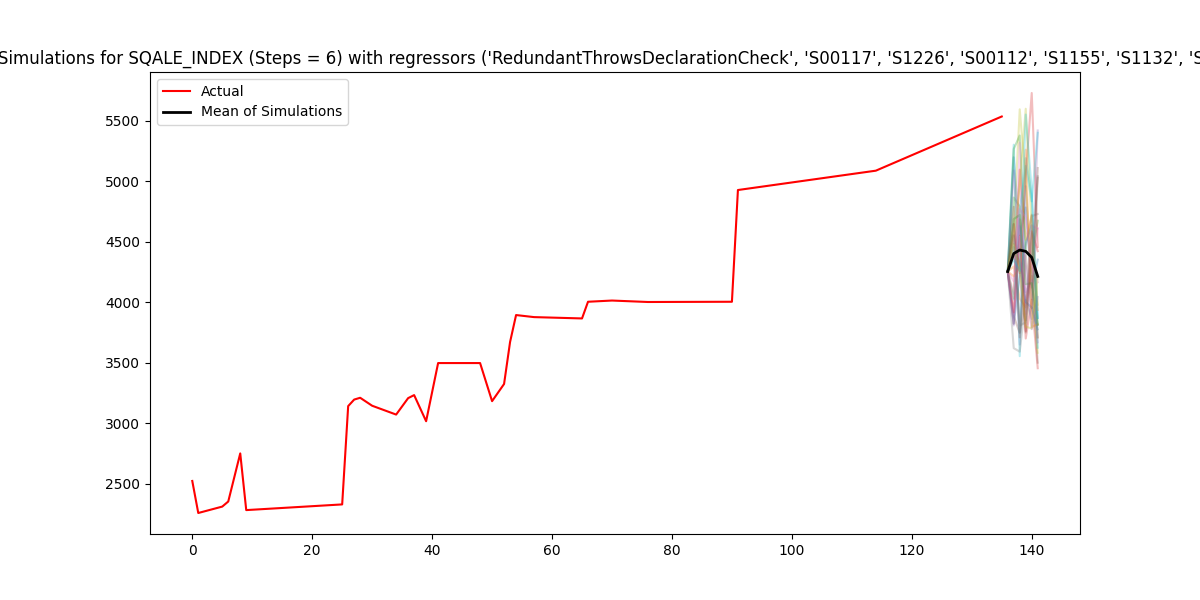 Simulations for SQALE_INDEX (Steps = 6) with regressors ('RedundantThrowsDeclarationCheck', 'S00117', 'S1226', 'S00112', 'S1155', 'S1132', 'S
Actual
Mean of Simulations
5500
5000
4500
4000
3500
3000
2500
0 20 40 60 80 100 120 140